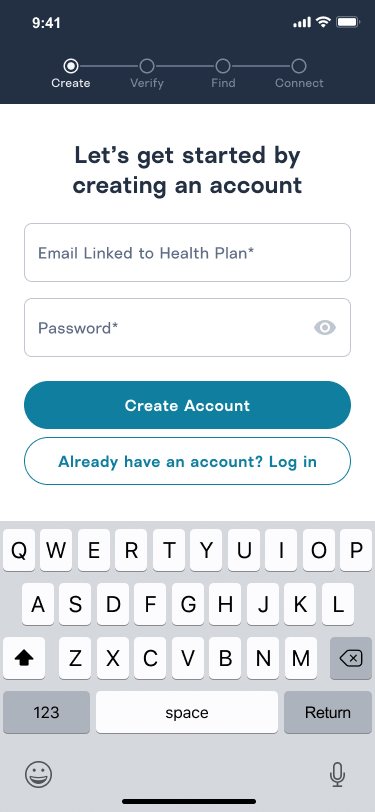 9:41
Create Verify Find Connect
Let's get started by
creating an account
Email Linked to Health Plan*
Password*
Create Account
Already have an account? Log in
Q W E R T Y U I O P
A S D F G H J K L
Z X C V B N M
123 space Return